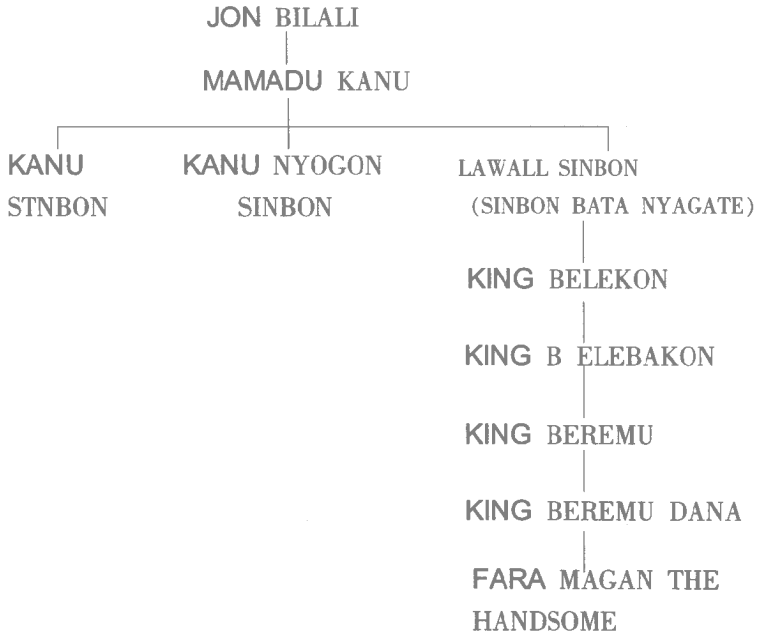 JON BILALI
MAMADU KANU
KANU
STNBON
KANU NYOGON
SINBON
LAWALL SINBON
(SINBON BATA NYAGATE)
KING BELEKON
KING B ELEBAKON
KING BEREMU
KING BEREMU DANA
FARA MAGAN THE
HANDSOME